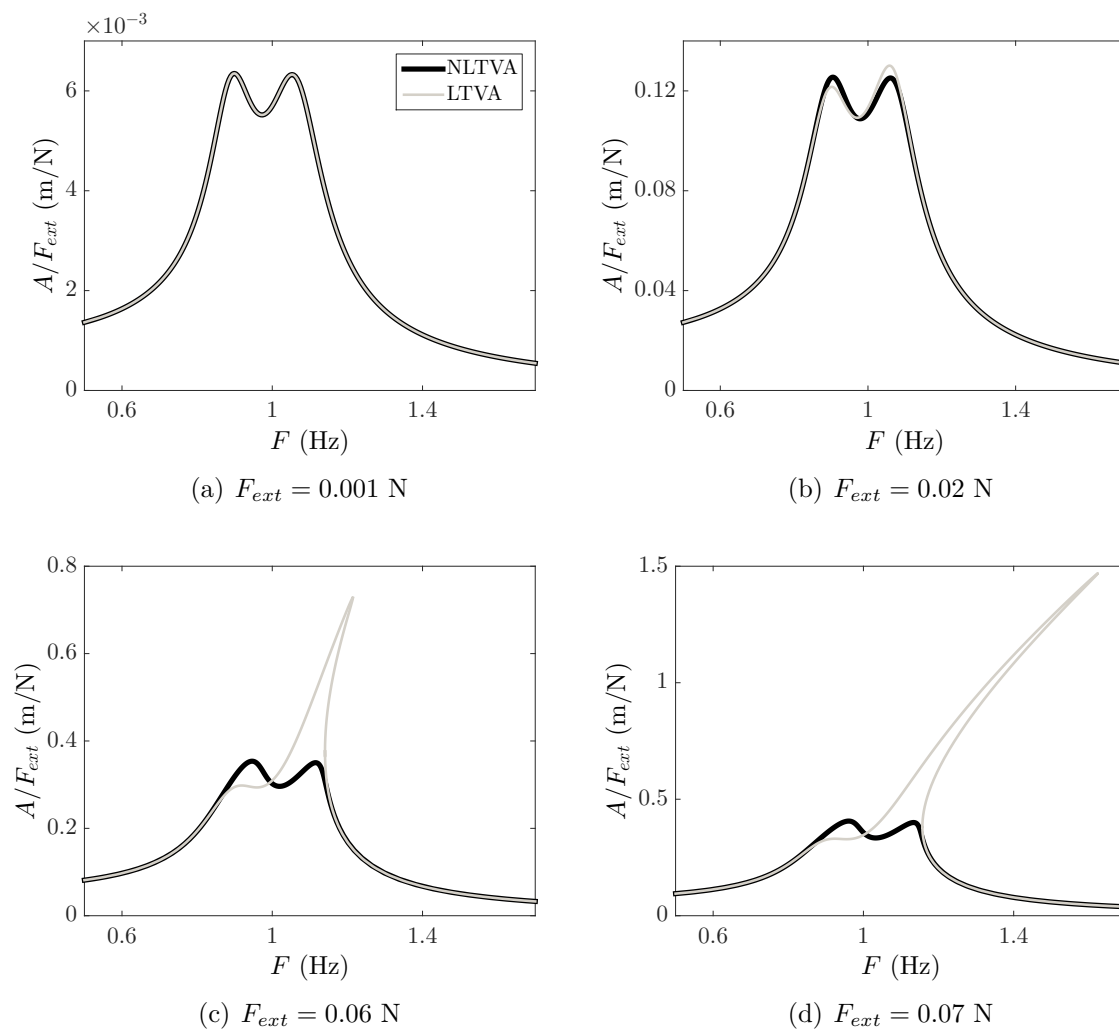 ×10⁻³
6
4
2
0
A/F_ext (m/N)
0.6
1
1.4
F (Hz)
NLTVA
LTVA
(a) F_ext = 0.001 N
0.12
0.08
0.04
0
A/F_ext (m/N)
0.6
1
1.4
F (Hz)
(b) F_ext = 0.02 N
0.8
0.6
0.4
0.2
0
A/F_ext (m/N)
0.6
1
1.4
F (Hz)
(c) F_ext = 0.06 N
1.5
1
0.5
0
A/F_ext (m/N)
0.6
1
1.4
F (Hz)
(d) F_ext = 0.07 N